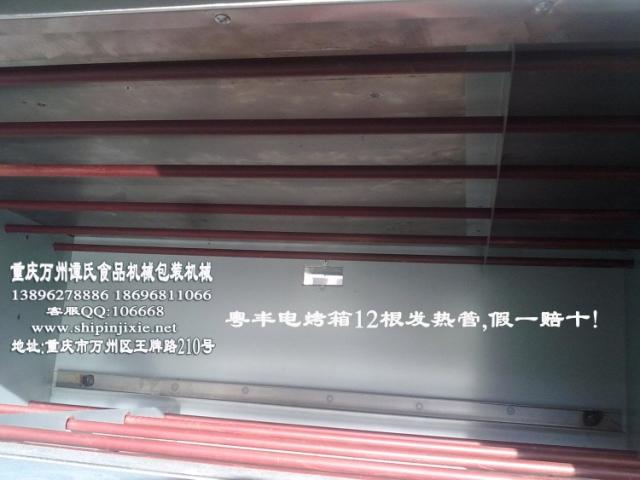 重庆万州谭氏食品机械包装机械
13896278886 18696811066
客服QQ:106668
www.shipinjixie.net
地址:重庆市万州区王牌路210号
粤丰电烤箱12根发热管,假一赔十!